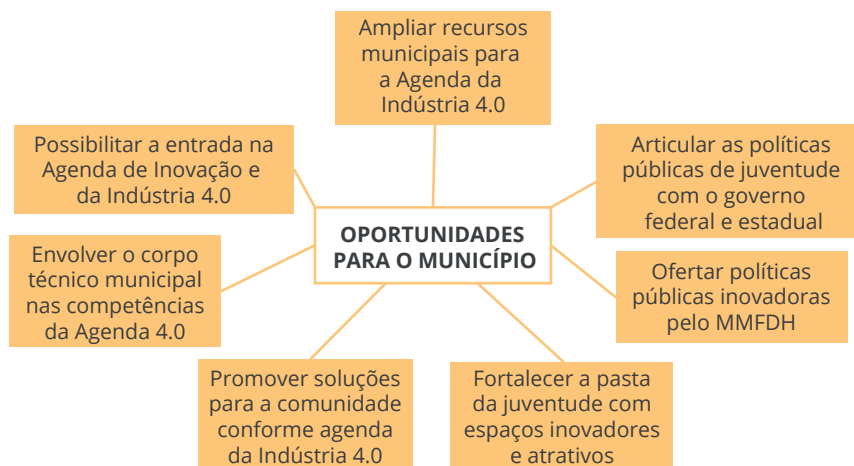 Ampliar recursos
municipais para
a Agenda da
Indústria 4.0
Possibilitar a entrada na
Agenda de Inovação e
da Indústria 4.0
Articular as políticas
públicas de juventude
com o governo
federal e estadual
OPORTUNIDADES
PARA O MUNICÍPIO
Envolver o corpo
técnico municipal
nas competências
da Agenda 4.0
Ofertar políticas
públicas inovadoras
pelo MMFDH
Promover soluções
para a comunidade
conforme agenda
da Indústria 4.0
Fortalecer a pasta
da juventude com
espaços inovadores
e atrativos